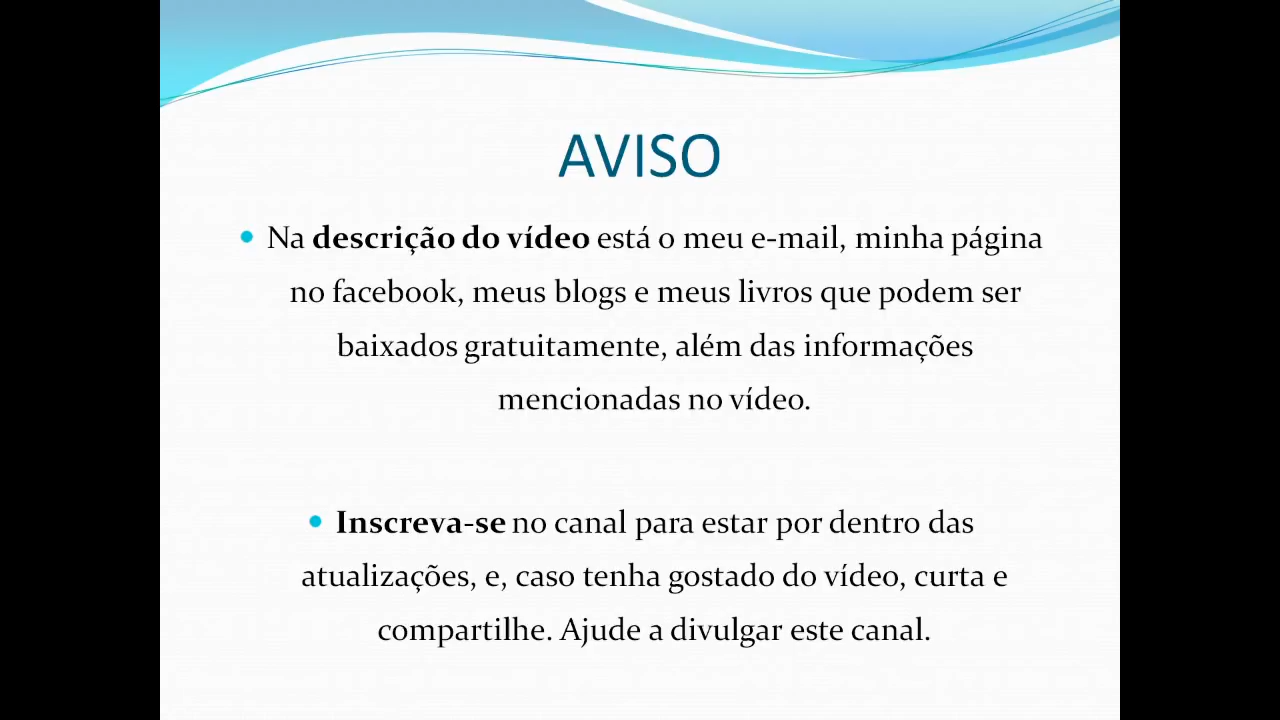 AVISO
• Na descrição do vídeo está o meu e-mail, minha página
no facebook, meus blogs e meus livros que podem ser
baixados gratuitamente, além das informações
mencionadas no vídeo.
• Inscreva-se no canal para estar por dentro das
atualizações, e, caso tenha gostado do vídeo, curta e
compartilhe. Ajude a divulgar este canal.